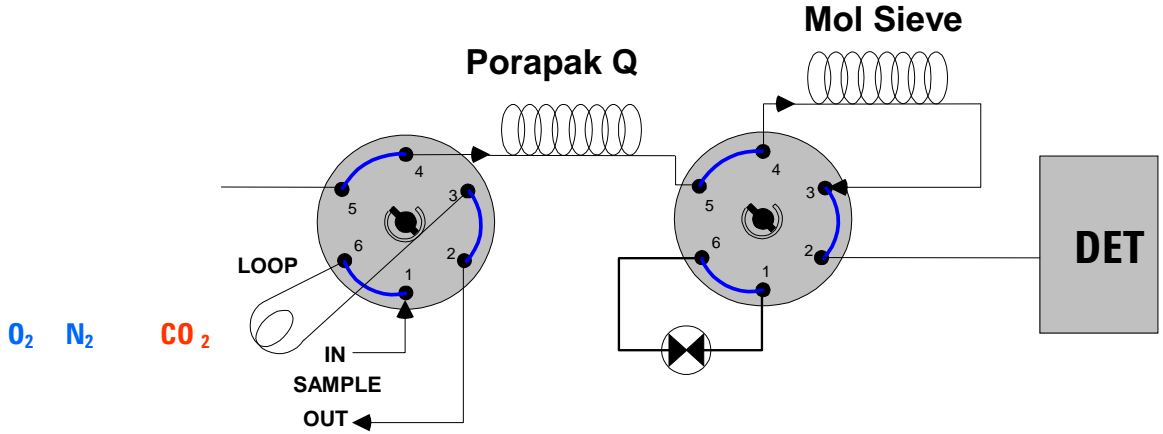 Mol Sieve
Porapak Q
4
5
3
6
2
1
4
5
3
6
2
1
LOOP
DET
O₂ N₂ CO₂
IN
SAMPLE
OUT